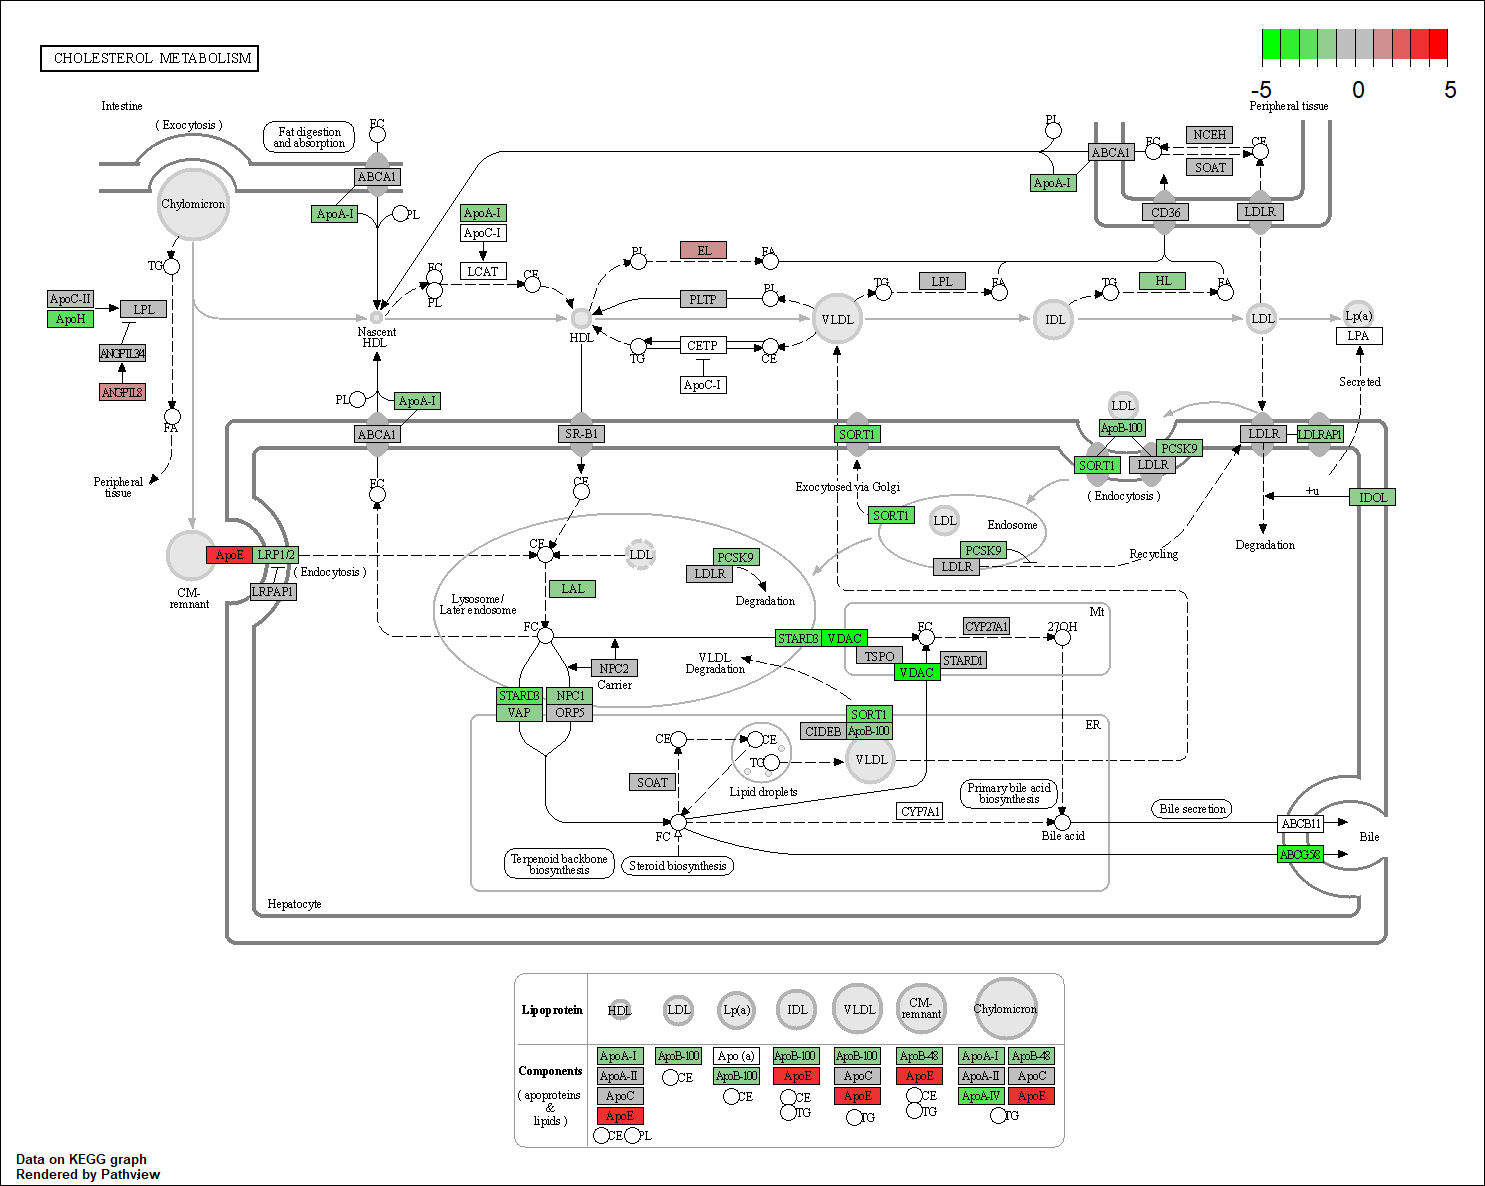 CHOLESTEROL METABOLISM
-5 0 5
Intestine
Peripheral tissue
( Exocytosis )
Fat digestion
and absorption
FC
PL
NCEH
ABCA1
FC
CE
SOAT
ABCA1
ApoA-I
Chylomicron
ApoA-I
PL
ApoA-I
ApoC-I
LCAT
CD36
LDLR
TG
FC
PL
CE
PL
EL
FA
TG
LPL
FA
TG
HL
FA
ApoC-II
ApoH
LPL
PLTP
PL
Nascent
HDL
HDL
VLDL
IDL
LDL
Lp(a)
LPA
ANGPTL3/4
ANGPTL8
TG
CETP
CE
ApoC-I
Secreted
PL
ApoA-I
FA
LDL
ApoB-100
ABCA1
SR-B1
SORT1
PCSK9
LDLR
SORT1
LDLR
LDLRAP1
( Endocytosis )
Peripheral
tissue
FC
CE
Exocytosed via Golgi
+u
IDOL
SORT1
LDL
Endosome
Degradation
CE
LDL
PCSK9
LDLR
Degradation
PCSK9
LDLR
Recycling
ApoE
LRP1/2
( Endocytosis )
LRPAP1
CM-
remnant
LAL
Lysosome/
Later endosome
Mt
FC
STARD3
VDAC
FC
CYP27A1
27OH
TSPO
STARD1
VDAC
NPC2
Carrier
VLDL
Degradation
STARD3
NPC1
VAP
ORP5
SORT1
CIDEB
ApoB-100
ER
CE
CE
TG
VLDL
SOAT
Lipid droplets
Primary bile acid
biosynthesis
CYP7A1
Bile secretion
FC
Bile acid
ABCB11
Bile
ABCG5/8
Terpenoid backbone
biosynthesis
Steroid biosynthesis
Hepatocyte
Lipoprotein
HDL
LDL
Lp(a)
IDL
VLDL
CM-
remnant
Chylomicron
Components
( apoproteins
&
lipids )
ApoA-I
ApoA-II
ApoC
ApoE
CE
PL
ApoB-100
CE
Apo (a)
ApoB-100
CE
ApoB-100
ApoE
CE
TG
ApoB-100
ApoC
ApoE
TG
ApoB-48
ApoE
CE
TG
ApoA-I
ApoB-48
ApoA-II
ApoC
ApoA-IV
ApoE
TG
Data on KEGG graph
Rendered by Pathview